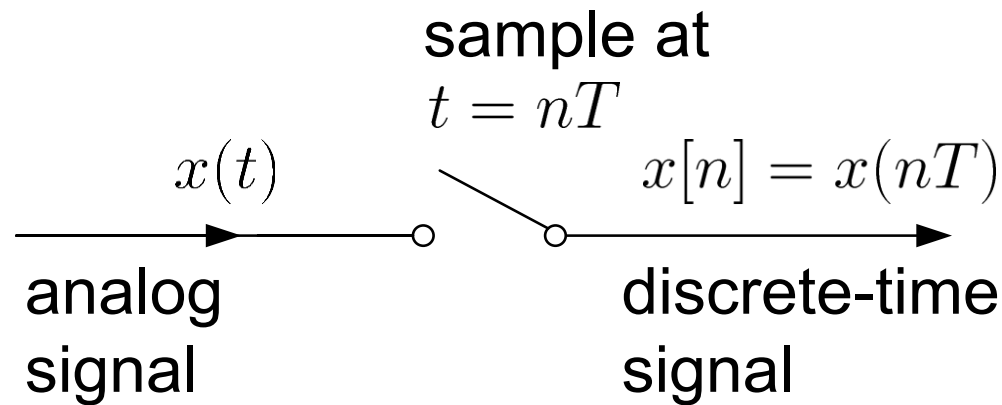 sample at
t = nT
x(t)
x[n] = x(nT)
analog
signal
discrete-time
signal